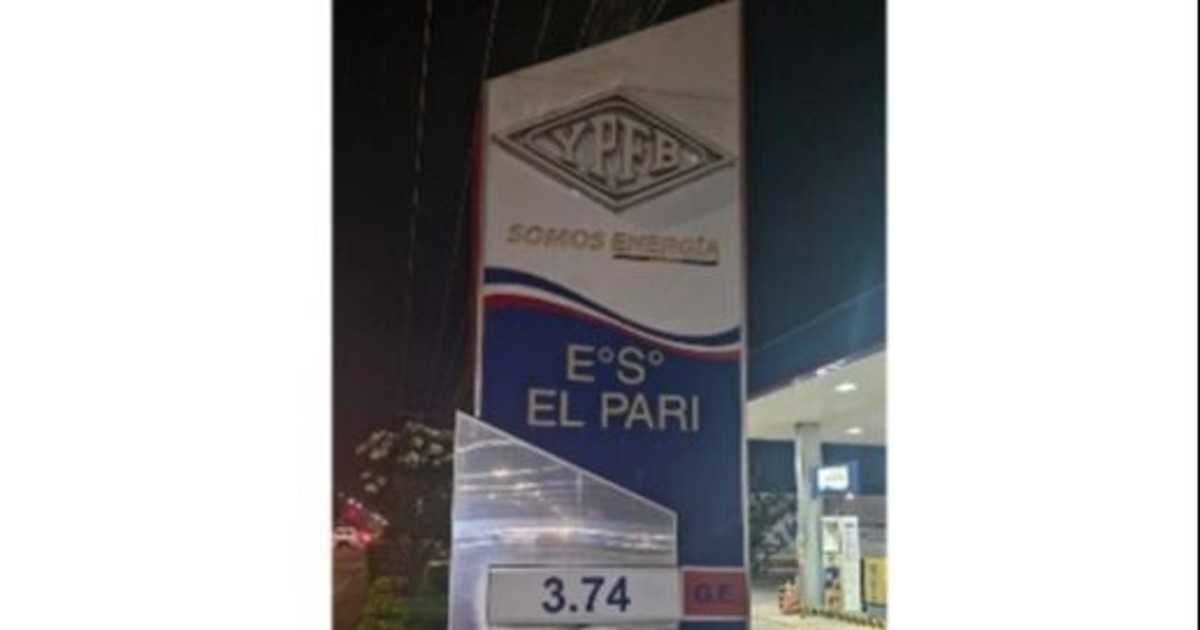 YPFB
SOMOS ENERGÍA
E°S°
EL PARI
3.74 G.E.